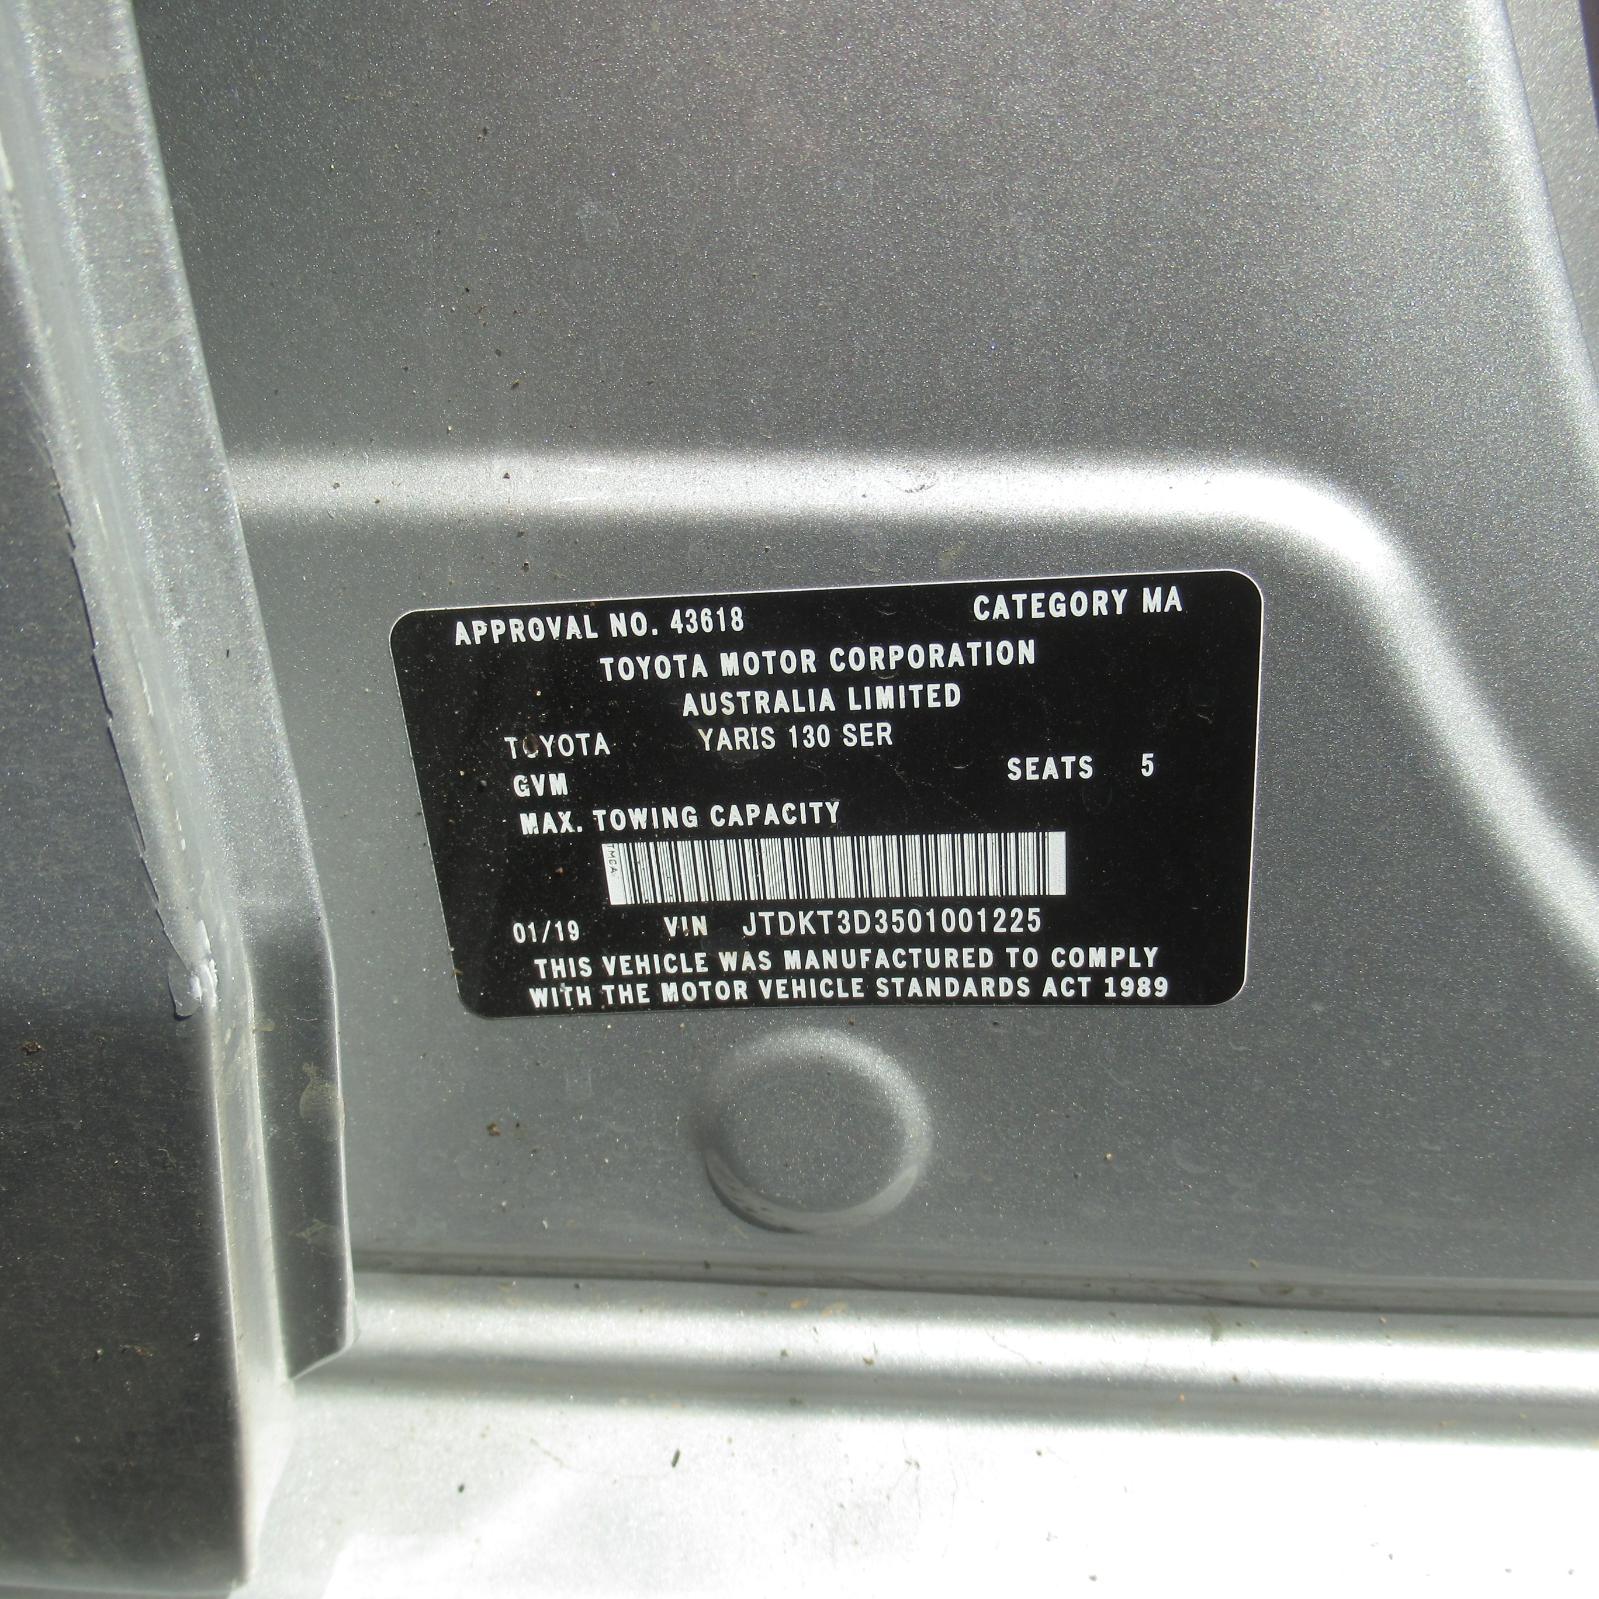 APPROVAL NO. 43618 CATEGORY MA
TOYOTA MOTOR CORPORATION
AUSTRALIA LIMITED
TOYOTA YARIS 130 SER
GVM SEATS 5
MAX. TOWING CAPACITY
TMCA
01/19 VIN JTDKT3D3501001225
THIS VEHICLE WAS MANUFACTURED TO COMPLY
WITH THE MOTOR VEHICLE STANDARDS ACT 1989